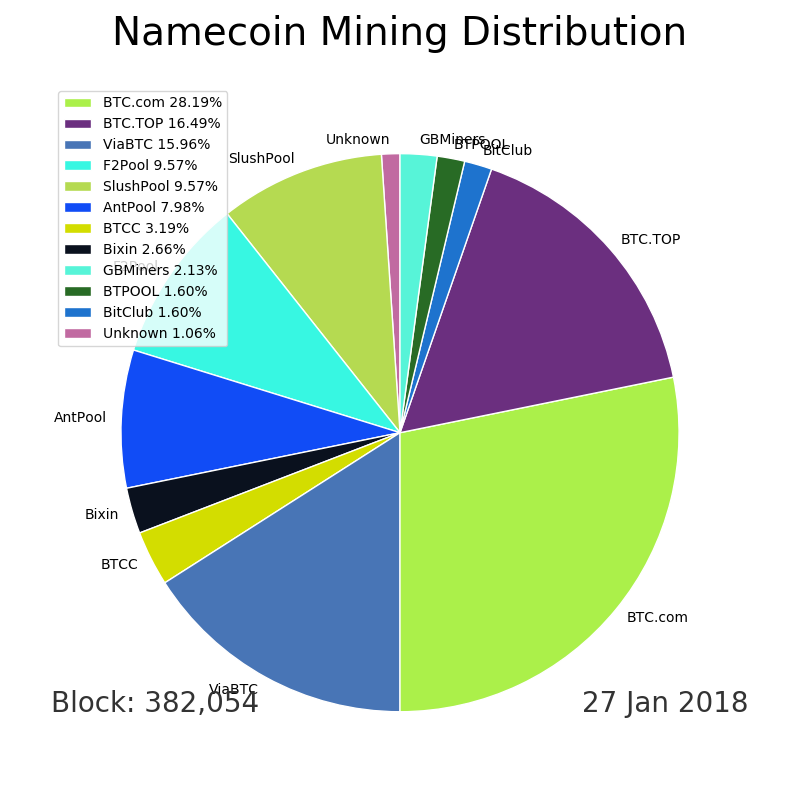 Namecoin Mining Distribution
BTC.com 28.19%
BTC.TOP 16.49%
ViaBTC 15.96%
F2Pool 9.57%
SlushPool 9.57%
AntPool 7.98%
BTCC 3.19%
Bixin 2.66%
GBMiners 2.13%
BTPOOL 1.60%
BitClub 1.60%
Unknown 1.06%
Unknown
GBMiners
BTPOOL
BitClub
SlushPool
BTC.TOP
F2Pool
AntPool
Bixin
BTCC
BTC.com
ViaBTC
Block: 382,054
27 Jan 2018